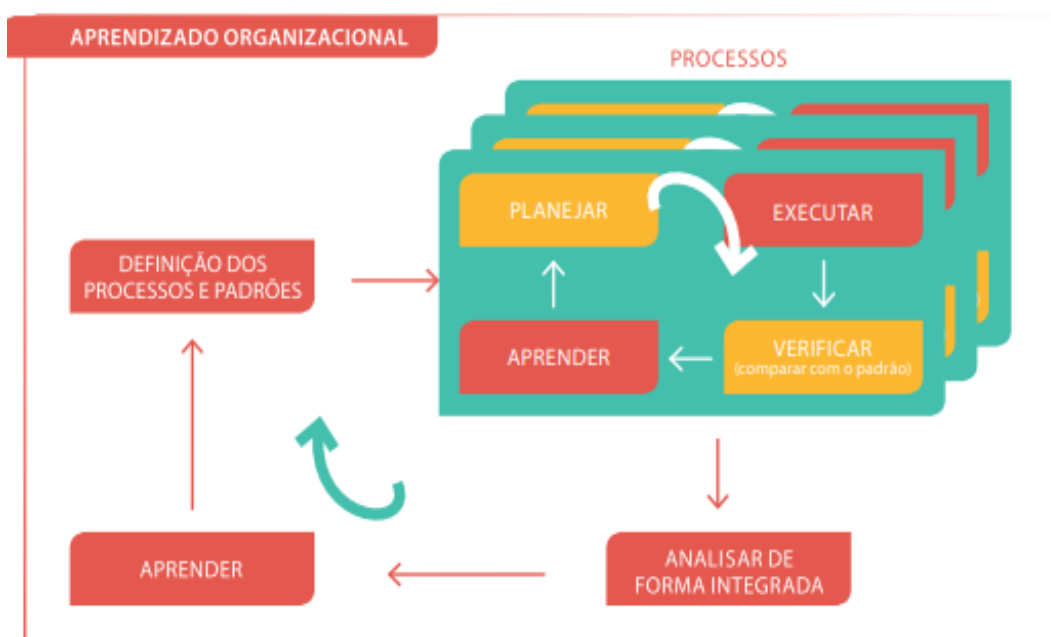 APRENDIZADO ORGANIZACIONAL
PROCESSOS
PLANEJAR
EXECUTAR
DEFINIÇÃO DOS
PROCESSOS E PADRÕES
APRENDER
VERIFICAR
(comparar com o padrão)
APRENDER
ANALISAR DE
FORMA INTEGRADA